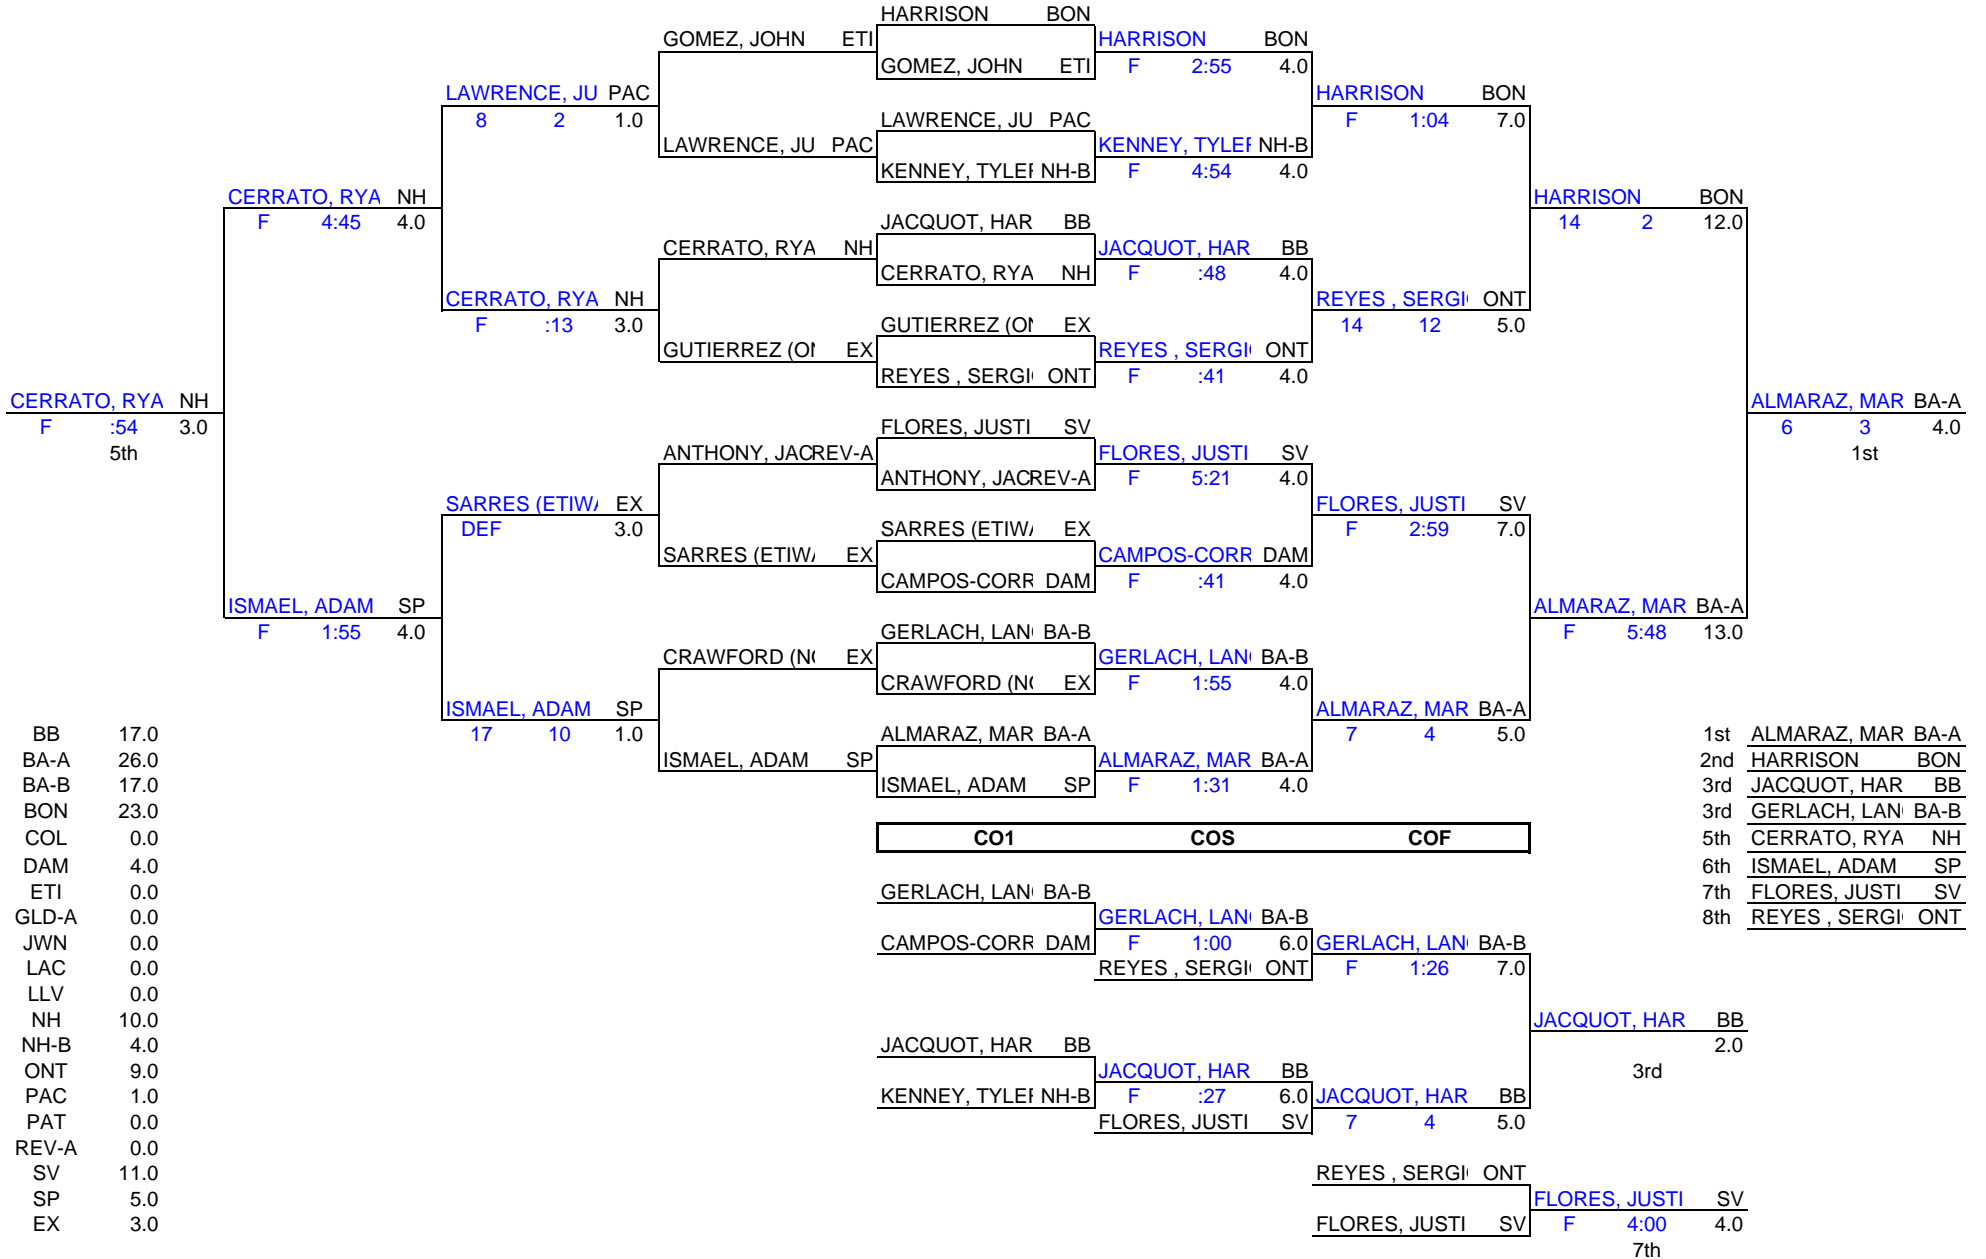 HARRISON BON
GOMEZ, JOHN ETI HARRISON BON
GOMEZ, JOHN ETI F 2:55 4.0
LAWRENCE, JU PAC HARRISON BON
8 2 1.0 LAWRENCE, JU PAC F 1:04 7.0
LAWRENCE, JU PAC KENNEY, TYLER NH-B
KENNEY, TYLER NH-B F 4:54 4.0
CERRATO, RYA NH HARRISON BON
F 4:45 4.0 JACQUOT, HAR BB 14 2 12.0
CERRATO, RYA NH JACQUOT, HAR BB
CERRATO, RYA NH F :48 4.0
CERRATO, RYA NH REYES , SERGI ONT
F :13 3.0 GUTIERREZ (ON EX 14 12 5.0
GUTIERREZ (ON EX REYES , SERGI ONT
REYES , SERGI ONT F :41 4.0
CERRATO, RYA NH ALMARAZ, MAR BA-A
F :54 3.0 FLORES, JUSTI SV 6 3 4.0
5th ANTHONY, JAC REV-A FLORES, JUSTI SV 1st
ANTHONY, JAC REV-A F 5:21 4.0
SARRES (ETIWA EX FLORES, JUSTI SV
DEF 3.0 SARRES (ETIWA EX F 2:59 7.0
SARRES (ETIWA EX CAMPOS-CORR DAM
CAMPOS-CORR DAM F :41 4.0
ISMAEL, ADAM SP ALMARAZ, MAR BA-A
F 1:55 4.0 GERLACH, LAN BA-B F 5:48 13.0
CRAWFORD (NO EX GERLACH, LAN BA-B
CRAWFORD (NO EX F 1:55 4.0
ISMAEL, ADAM SP ALMARAZ, MAR BA-A
BB 17.0 17 10 1.0 ALMARAZ, MAR BA-A 7 4 5.0 1st ALMARAZ, MAR BA-A
BA-A 26.0 ISMAEL, ADAM SP ALMARAZ, MAR BA-A 2nd HARRISON BON
BA-B 17.0 ISMAEL, ADAM SP F 1:31 4.0 3rd JACQUOT, HAR BB
BON 23.0 3rd GERLACH, LAN BA-B
COL 0.0 CO1 COS COF 5th CERRATO, RYA NH
DAM 4.0 6th ISMAEL, ADAM SP
ETI 0.0 GERLACH, LAN BA-B 7th FLORES, JUSTI SV
GLD-A 0.0 GERLACH, LAN BA-B 8th REYES , SERGI ONT
JWN 0.0 CAMPOS-CORR DAM F 1:00 6.0 GERLACH, LAN BA-B
LAC 0.0 REYES , SERGI ONT F 1:26 7.0
LLV 0.0
NH 10.0 JACQUOT, HAR BB
NH-B 4.0 JACQUOT, HAR BB 2.0
ONT 9.0 JACQUOT, HAR BB 3rd
PAC 1.0 KENNEY, TYLER NH-B F :27 6.0 JACQUOT, HAR BB
PAT 0.0 FLORES, JUSTI SV 7 4 5.0
REV-A 0.0
SV 11.0 REYES , SERGI ONT
SP 5.0 FLORES, JUSTI SV
EX 3.0 FLORES, JUSTI SV F 4:00 4.0
7th